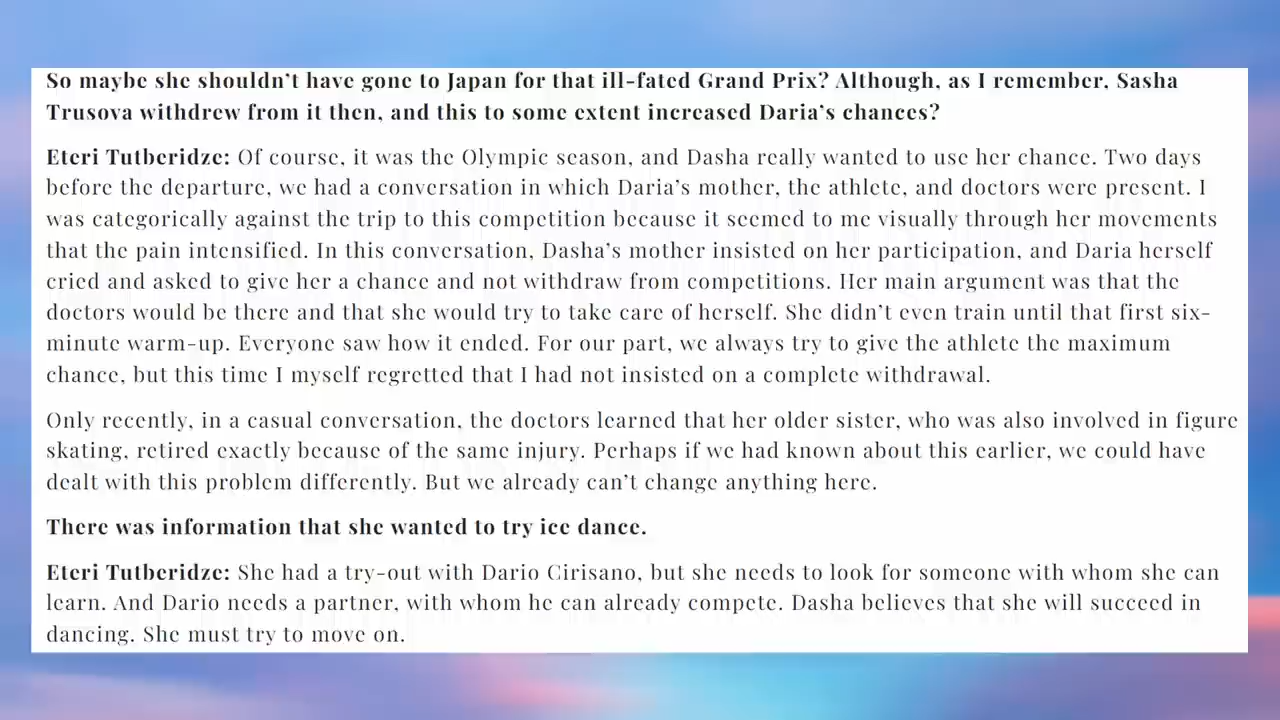 So maybe she shouldn’t have gone to Japan for that ill-fated Grand Prix? Although, as I remember, Sasha
Trusova withdrew from it then, and this to some extent increased Daria’s chances?
Eteri Tutberidze: Of course, it was the Olympic season, and Dasha really wanted to use her chance. Two days
before the departure, we had a conversation in which Daria’s mother, the athlete, and doctors were present. I
was categorically against the trip to this competition because it seemed to me visually through her movements
that the pain intensified. In this conversation, Dasha’s mother insisted on her participation, and Daria herself
cried and asked to give her a chance and not withdraw from competitions. Her main argument was that the
doctors would be there and that she would try to take care of herself. She didn’t even train until that first six-
minute warm-up. Everyone saw how it ended. For our part, we always try to give the athlete the maximum
chance, but this time I myself regretted that I had not insisted on a complete withdrawal.
Only recently, in a casual conversation, the doctors learned that her older sister, who was also involved in figure
skating, retired exactly because of the same injury. Perhaps if we had known about this earlier, we could have
dealt with this problem differently. But we already can’t change anything here.
There was information that she wanted to try ice dance.
Eteri Tutberidze: She had a try-out with Dario Cirisano, but she needs to look for someone with whom she can
learn. And Dario needs a partner, with whom he can already compete. Dasha believes that she will succeed in
dancing. She must try to move on.